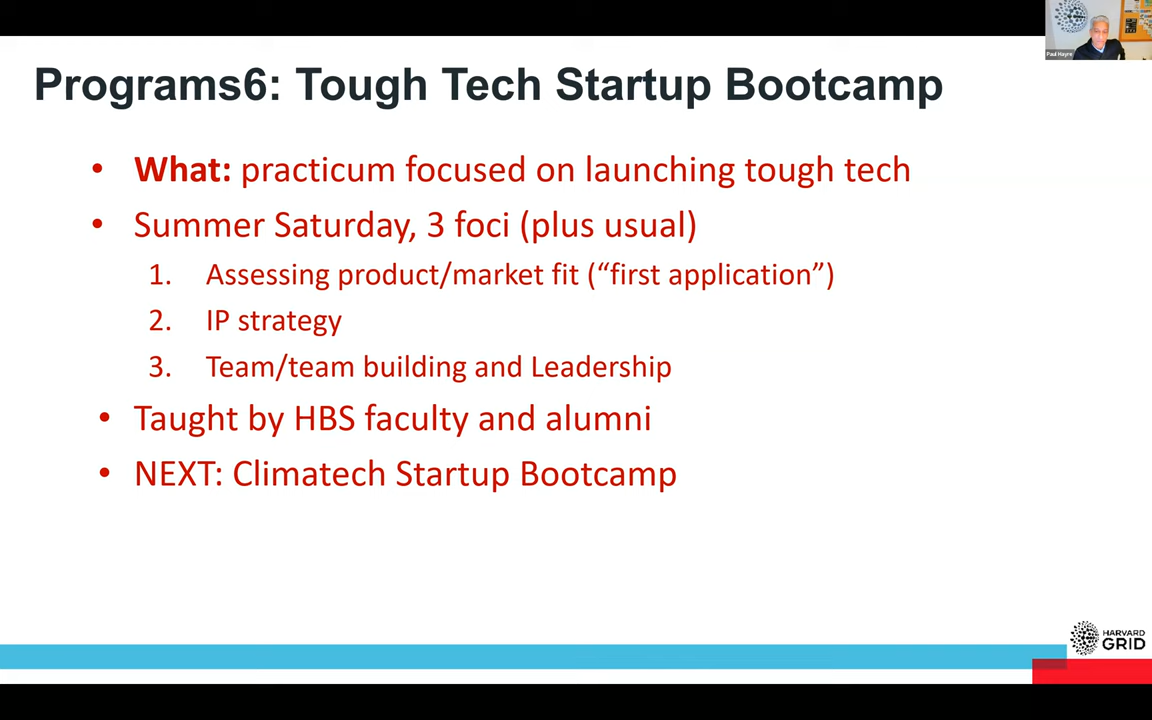 Programs6: Tough Tech Startup Bootcamp
• What: practicum focused on launching tough tech
• Summer Saturday, 3 foci (plus usual)
1. Assessing product/market fit (“first application”)
2. IP strategy
3. Team/team building and Leadership
• Taught by HBS faculty and alumni
• NEXT: Climatech Startup Bootcamp
Paul Hayre
HARVARD
GRID